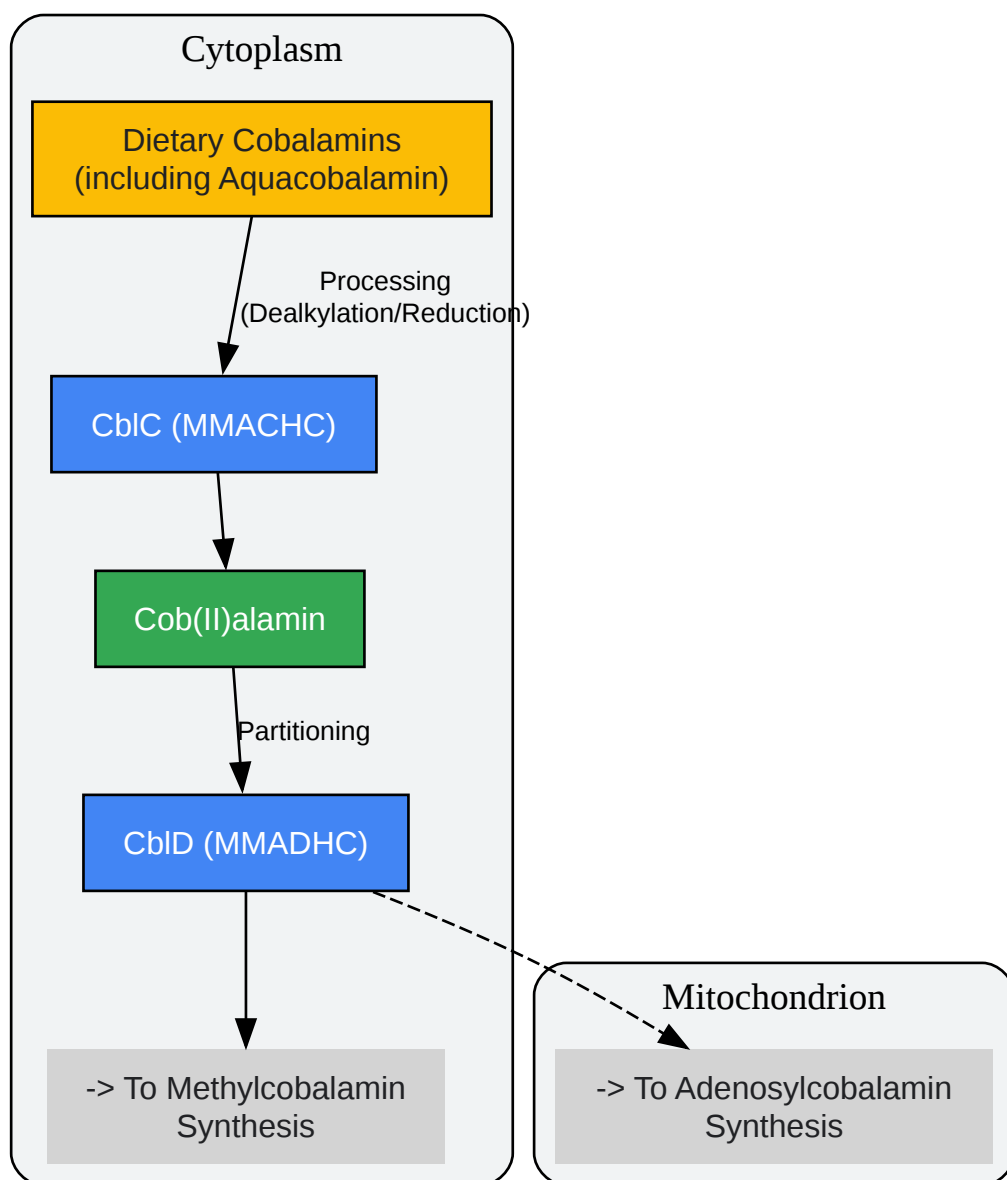 Cytoplasm
Dietary Cobalamins
(including Aquacobalamin)
Processing
(Dealkylation/Reduction)
CblC (MMACHC)
Cob(II)alamin
Partitioning
CblD (MMADHC)
Mitochondrion
-> To Methylcobalamin
Synthesis
-> To Adenosylcobalamin
Synthesis